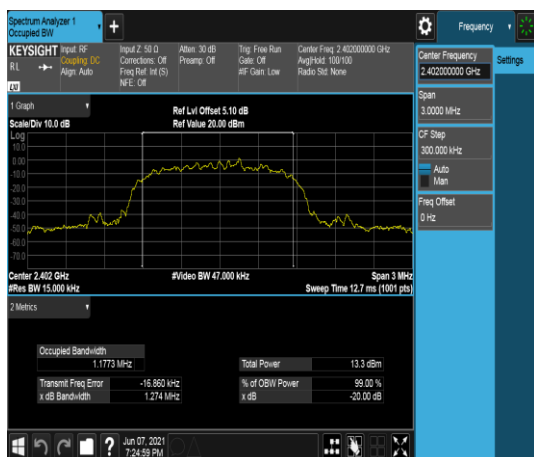 Spectrum Analyzer 1
Occupied BW
+
Frequency
KEYSIGHT
RL
LXI
Input: RF
Coupling: DC
Align: Auto
Input Z: 50 Ω
Corrections: Off
Freq Ref: Int (S)
NFE: Off
Atten: 30 dB
Preamp: Off
Trig: Free Run
Gate: Off
#IF Gain: Low
Center Freq: 2.402000000 GHz
Avg|Hold: 100/100
Radio Std: None
Center Frequency
2.402000000 GHz
Settings
Span
3.0000 MHz
CF Step
300.000 kHz
Auto
Man
Freq Offset
0 Hz
1 Graph
Scale/Div 10.0 dB
Ref Lvl Offset 5.10 dB
Ref Value 20.00 dBm
Log
10.0
0.00
-10.0
-20.0
-30.0
-40.0
-50.0
-60.0
-70.0
Center 2.402 GHz
#Res BW 15.000 kHz
#Video BW 47.000 kHz
Span 3 MHz
Sweep Time 12.7 ms (1001 pts)
2 Metrics
Occupied Bandwidth
1.1773 MHz
Total Power 13.3 dBm
Transmit Freq Error -16.860 kHz
% of OBW Power 99.00 %
x dB Bandwidth 1.274 MHz
x dB -20.00 dB
?
Jun 07, 2021
7:24:59 PM